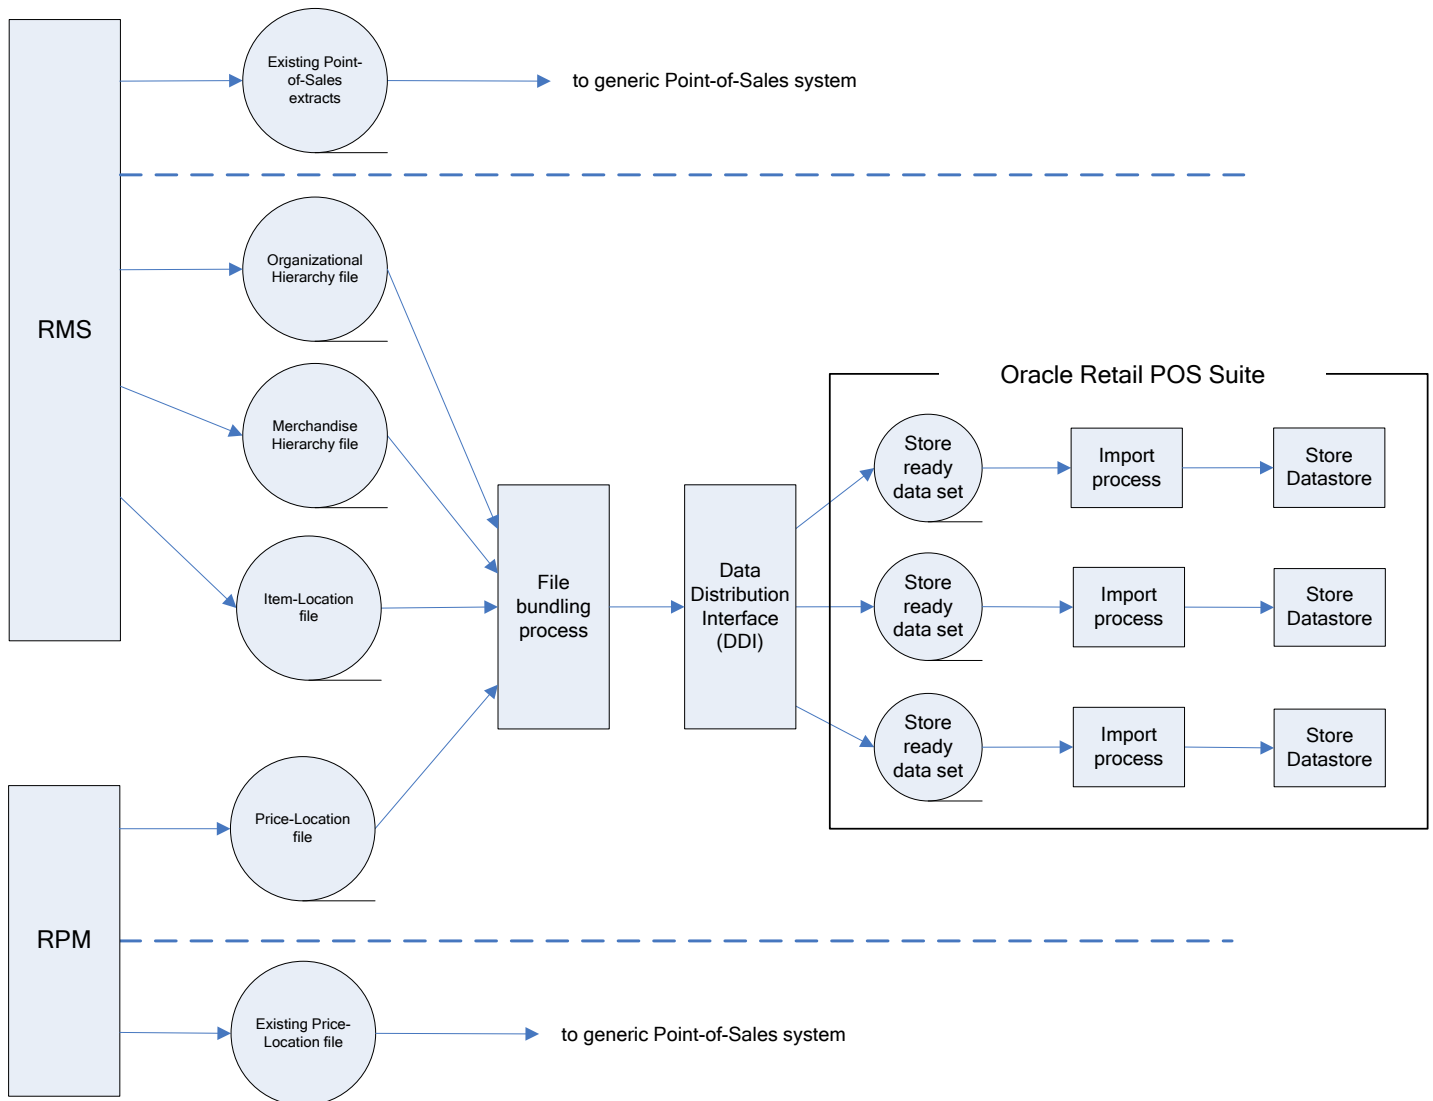 Existing Point-
of-Sales
extracts
to generic Point-of-Sales system
RMS
Organizational
Hierarchy file
Merchandise
Hierarchy file
Item-Location
file
File
bundling
process
Data
Distribution
Interface
(DDI)
Oracle Retail POS Suite
Store
ready
data set
Import
process
Store
Datastore
Store
ready
data set
Import
process
Store
Datastore
Store
ready
data set
Import
process
Store
Datastore
RPM
Price-Location
file
Existing Price-
Location file
to generic Point-of-Sales system